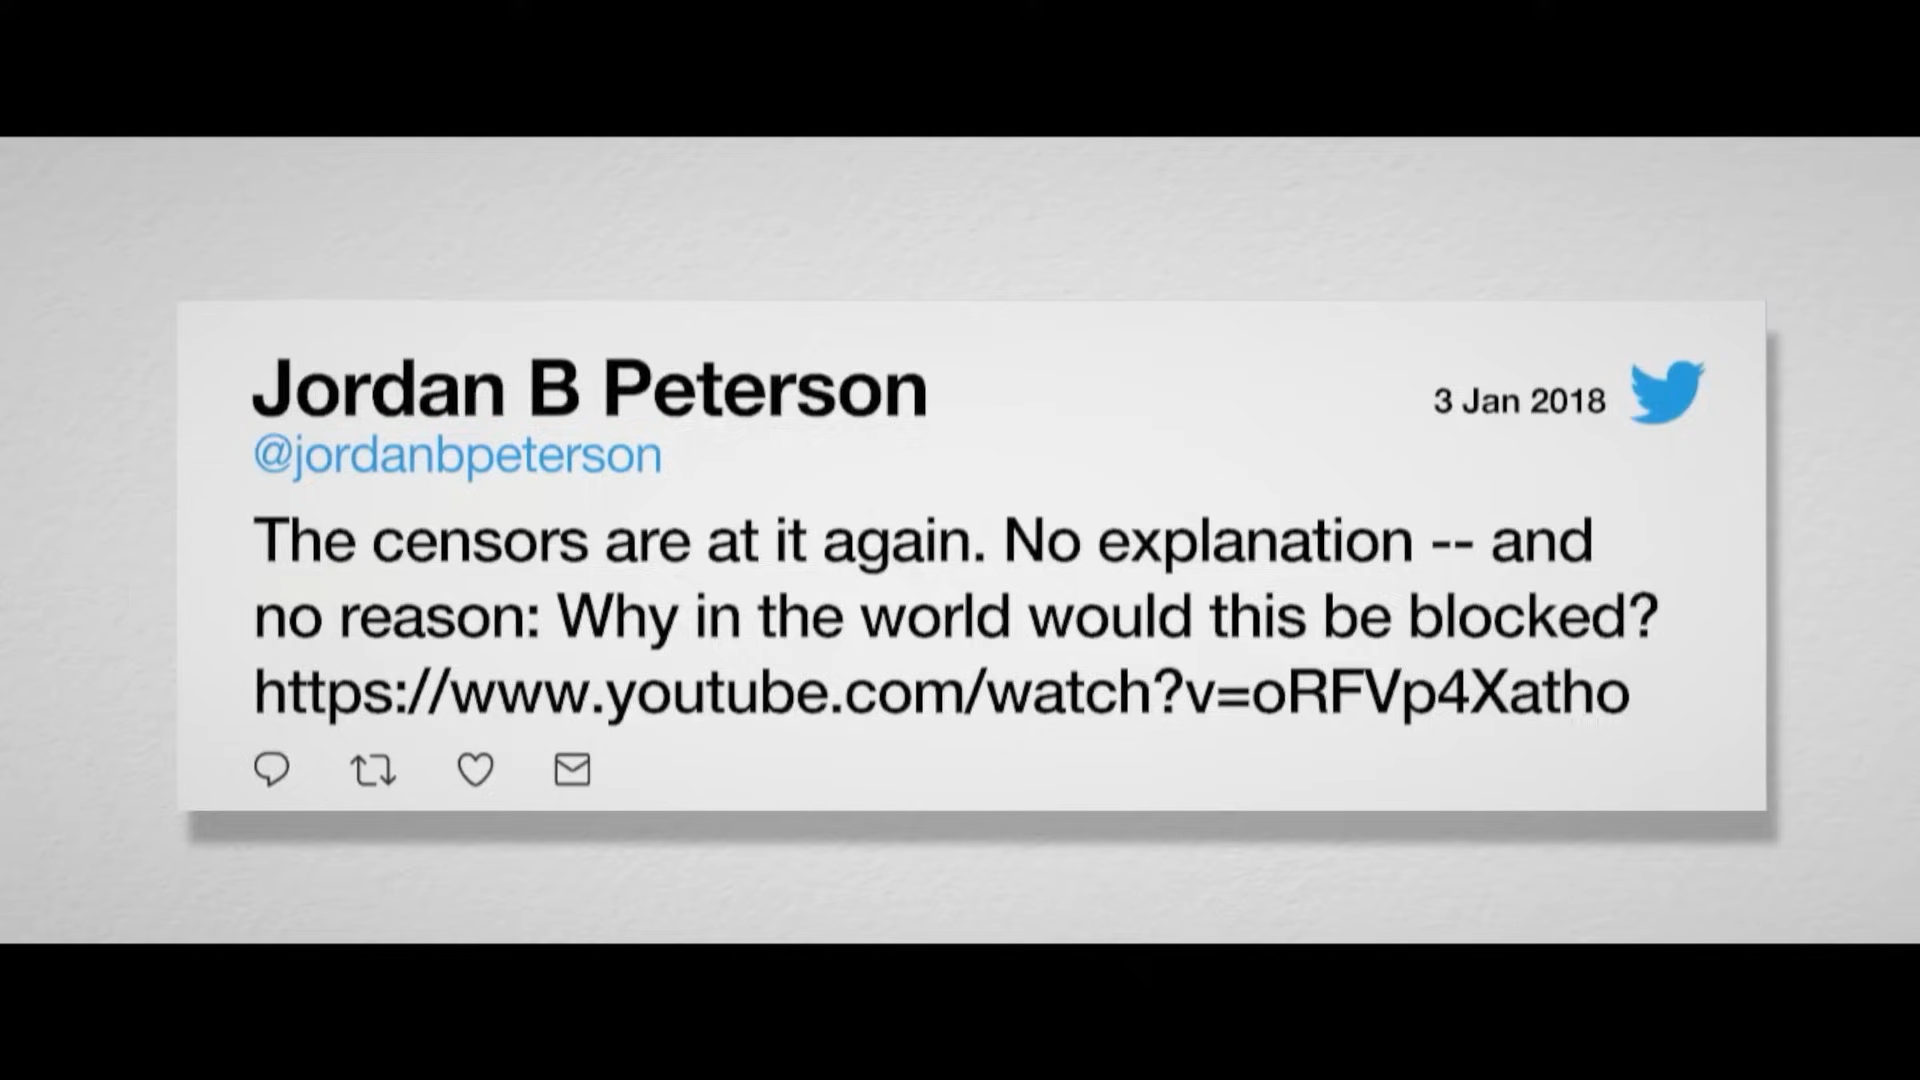 Jordan B Peterson
3 Jan 2018
@jordanbpeterson
The censors are at it again. No explanation -- and
no reason: Why in the world would this be blocked?
https://www.youtube.com/watch?v=oRFVp4Xatho